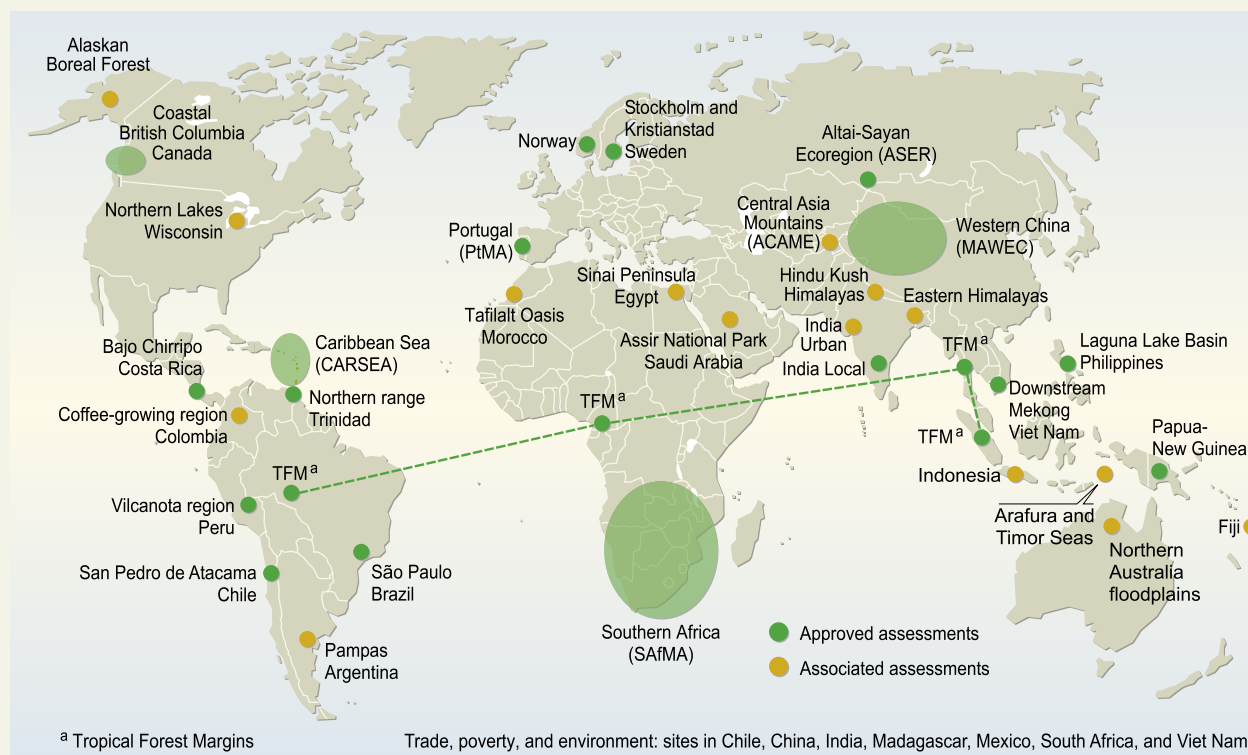 Alaskan
Boreal Forest
Coastal
British Columbia
Canada
Northern Lakes
Wisconsin
Norway
Stockholm and
Kristianstad
Sweden
Altai-Sayan
Ecoregion (ASER)
Portugal
(PtMA)
Central Asia
Mountains
(ACAME)
Western China
(MAWEC)
Sinai Peninsula
Egypt
Hindu Kush
Himalayas
Eastern Himalayas
Tafilalt Oasis
Morocco
Assir National Park
Saudi Arabia
India
Urban
India Local
Bajo Chirripo
Costa Rica
Caribbean Sea
(CARSEA)
Northern range
Trinidad
Coffee-growing region
Colombia
TFM a
TFM a
Laguna Lake Basin
Philippines
Downstream
Mekong
Viet Nam
TFM a
Papua-
New Guinea
TFM a
Indonesia
Vilcanota region
Peru
Arafura and
Timor Seas
Fiji
Northern
Australia
floodplains
San Pedro de Atacama
Chile
São Paulo
Brazil
Southern Africa
(SAfMA)
Pampas
Argentina
Approved assessments
Associated assessments
a Tropical Forest Margins
Trade, poverty, and environment: sites in Chile, China, India, Madagascar, Mexico, South Africa, and Viet Nam